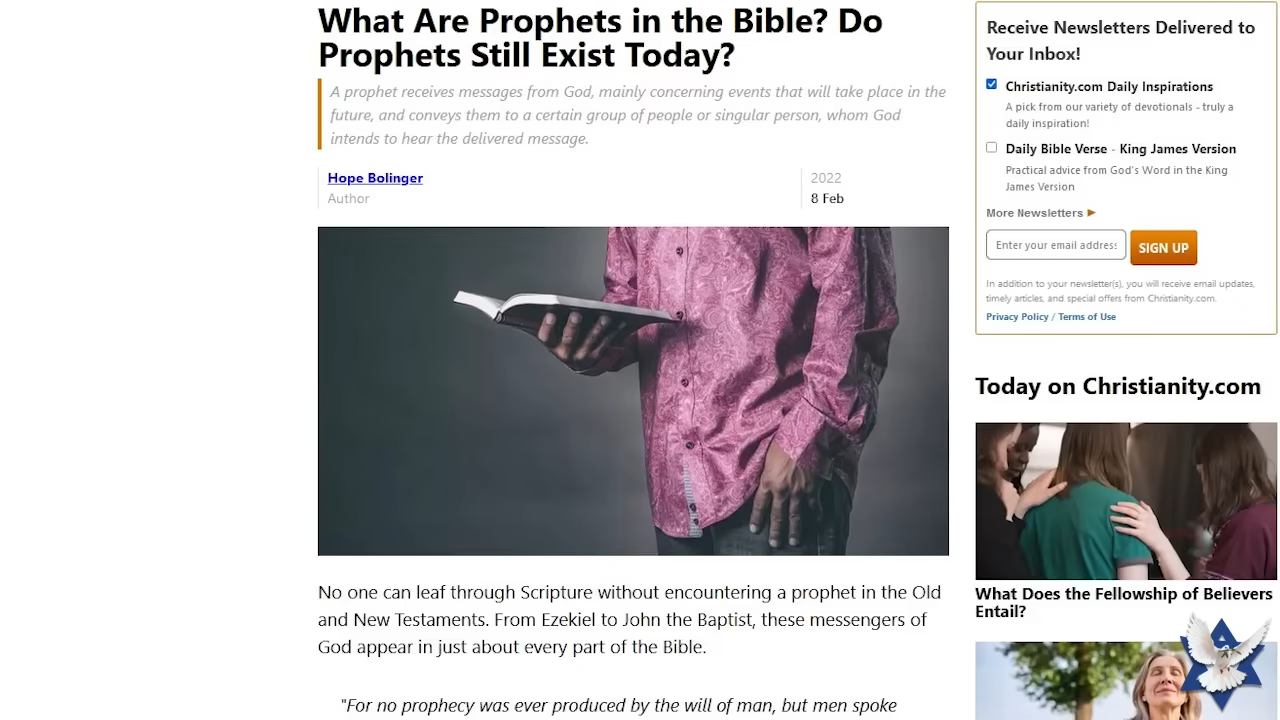 What Are Prophets in the Bible? Do
Prophets Still Exist Today?
A prophet receives messages from God, mainly concerning events that will take place in the
future, and conveys them to a certain group of people or singular person, whom God
intends to hear the delivered message.
Hope Bolinger
Author
2022
8 Feb
No one can leaf through Scripture without encountering a prophet in the Old
and New Testaments. From Ezekiel to John the Baptist, these messengers of
God appear in just about every part of the Bible.
"For no prophecy was ever produced by the will of man, but men spoke
Receive Newsletters Delivered to
Your Inbox!
Christianity.com Daily Inspirations
A pick from our variety of devotionals - truly a
daily inspiration!
Daily Bible Verse - King James Version
Practical advice from God's Word in the King
James Version
More Newsletters ►
Enter your email address
SIGN UP
In addition to your newsletter(s), you will receive email updates,
timely articles, and special offers from Christianity.com.
Privacy Policy / Terms of Use
Today on Christianity.com
What Does the Fellowship of Believers
Entail?